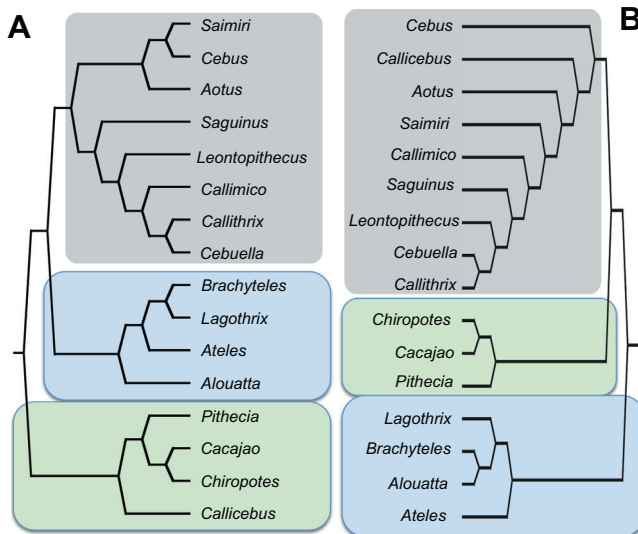 A
Saimiri
Cebus
Aotus
Saguinus
Leontopithecus
Callimico
Callithrix
Cebuella
Brachyteles
Lagothrix
Ateles
Alouatta
Pithecia
Cacajao
Chiropotes
Callicebus
B
Cebus
Callicebus
Aotus
Saimiri
Callimico
Saguinus
Leontopithecus
Cebuella
Callithrix
Chiropotes
Cacajao
Pithecia
Lagothrix
Brachyteles
Alouatta
Ateles